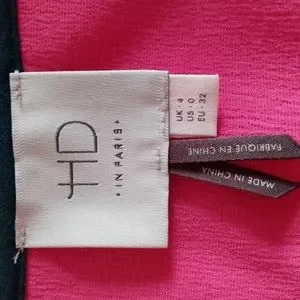 HD
• IN PARIS •
UK • 4
US • 0
EU • 32
FABRIQUE EN CHINE
MADE IN CHINA